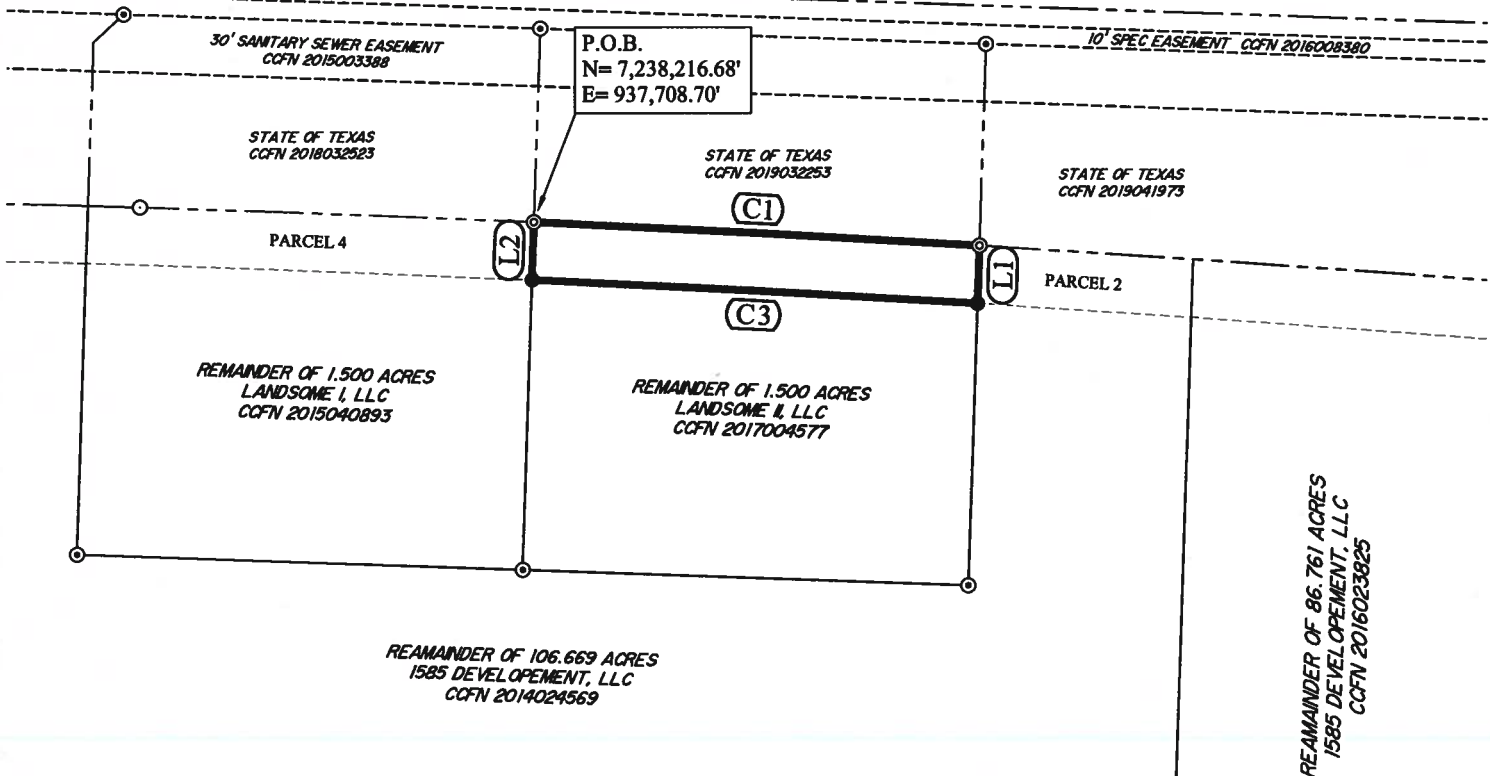 30' SANITARY SEWER EASEMENT
CCFN 2015003388
P.O.B.
N= 7,238,216.68'
E= 937,708.70'
10' SPEC EASEMENT CCFN 2016008380
STATE OF TEXAS
CCFN 2018032523
STATE OF TEXAS
CCFN 2019032253
STATE OF TEXAS
CCFN 2019041973
C1
PARCEL 4
L2
L1
PARCEL 2
C3
REMAINDER OF 1.500 ACRES
LANDSOME I, LLC
CCFN 2015040893
REMAINDER OF 1.500 ACRES
LANDSOME II, LLC
CCFN 2017004577
REAMAINDER OF 106.669 ACRES
1585 DEVELOPEMENT, LLC
CCFN 2014024569
REAMAINDER OF 86.761 ACRES
1585 DEVELOPEMENT, LLC
CCFN 2016023825